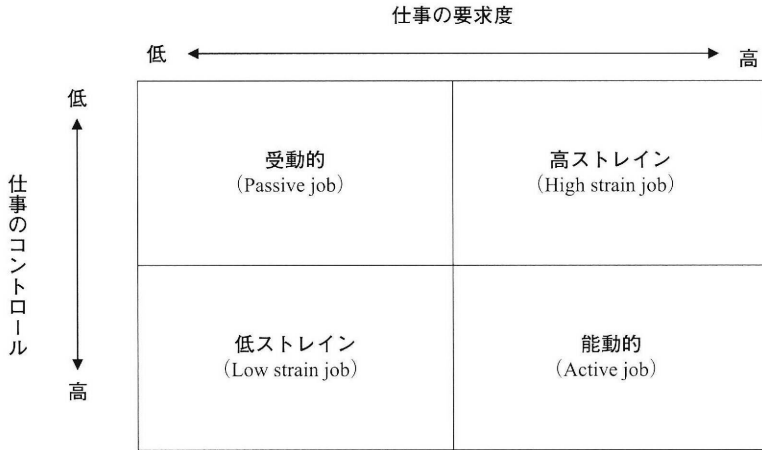 仕事の要求度
低
高
低
仕事のコントロール
高
受動的
(Passive job)
高ストレイン
(High strain job)
低ストレイン
(Low strain job)
能動的
(Active job)